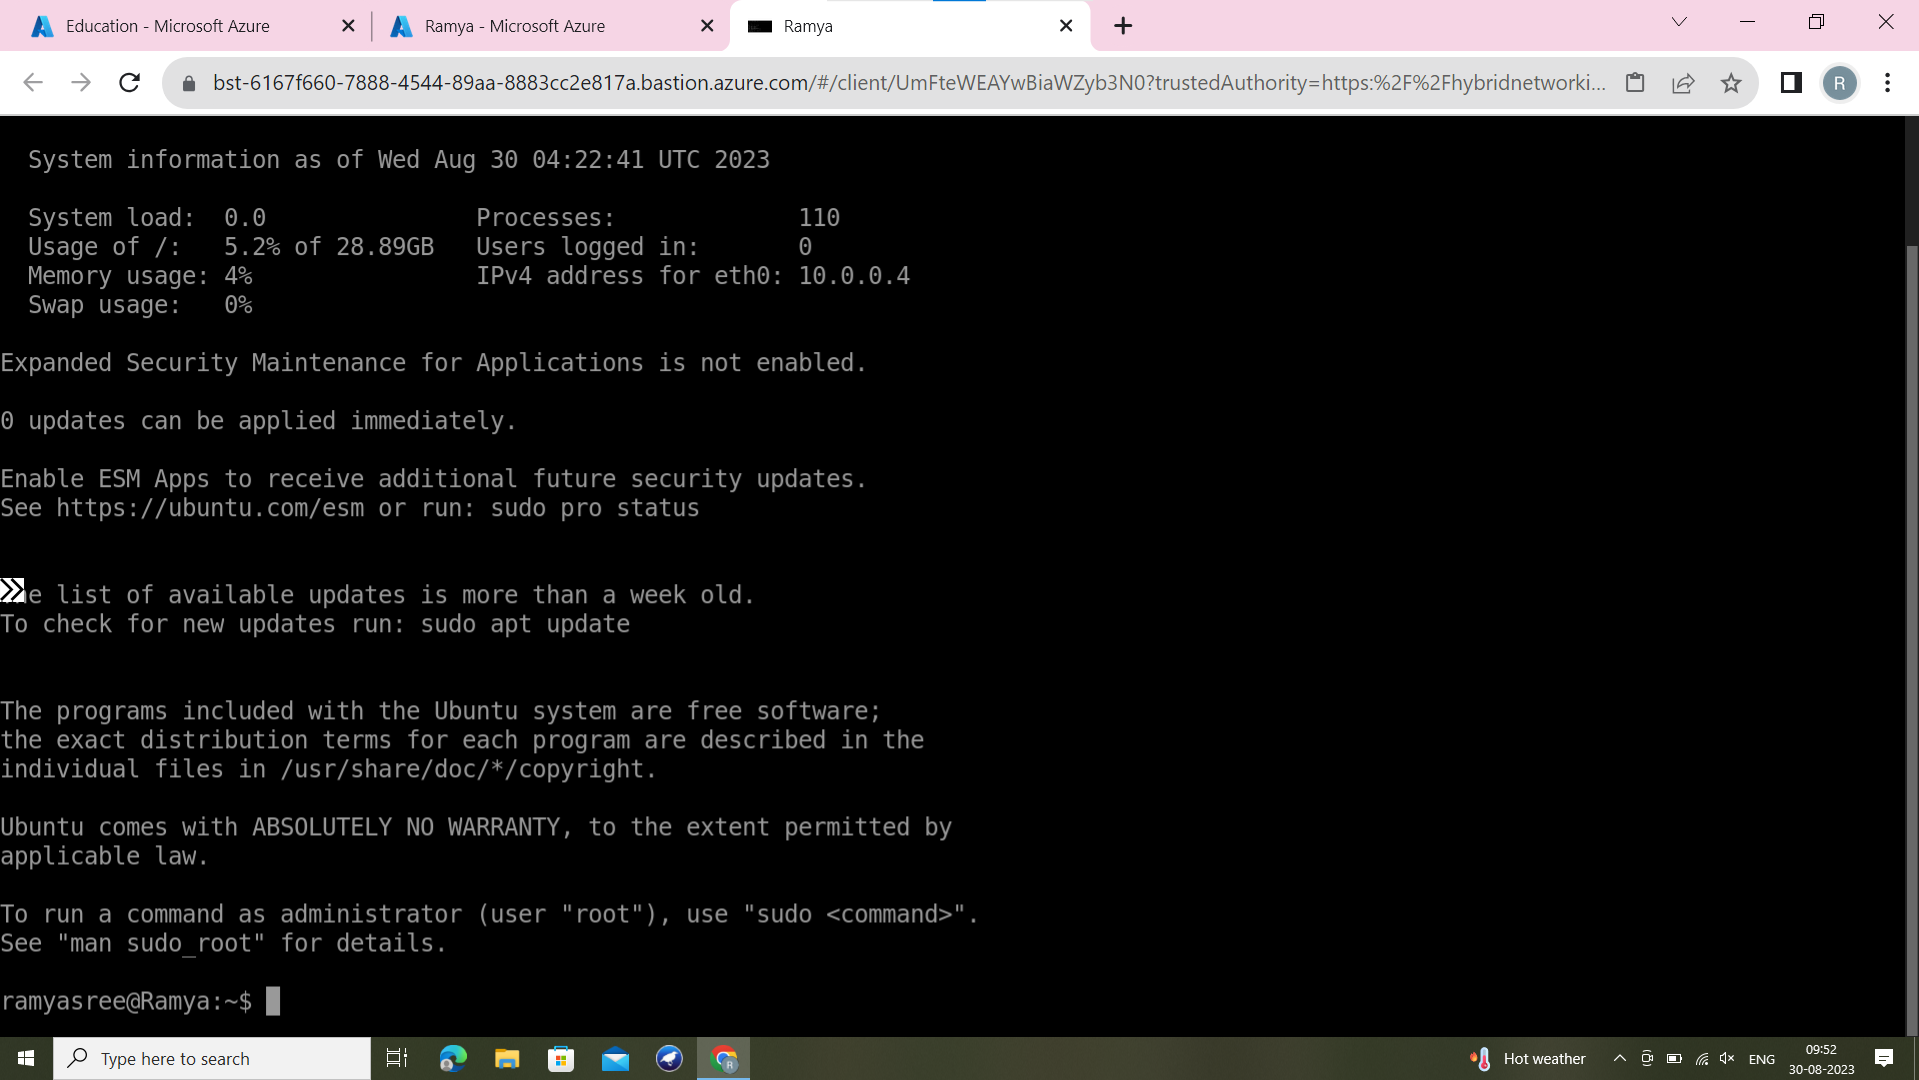 Education - Microsoft Azure
Ramya - Microsoft Azure
Ramya
bst-6167f660-7888-4544-89aa-8883cc2e817a.bastion.azure.com/#/client/UmFteWEAYwBiaWZyb3N0?trustedAuthority=https:%2F%2Fhybridnetworki...
R
System information as of Wed Aug 30 04:22:41 UTC 2023
System load: 0.0 Processes: 110
Usage of /: 5.2% of 28.89GB Users logged in: 0
Memory usage: 4% IPv4 address for eth0: 10.0.0.4
Swap usage: 0%
Expanded Security Maintenance for Applications is not enabled.
0 updates can be applied immediately.
Enable ESM Apps to receive additional future security updates.
See https://ubuntu.com/esm or run: sudo pro status
e list of available updates is more than a week old.
To check for new updates run: sudo apt update
The programs included with the Ubuntu system are free software;
the exact distribution terms for each program are described in the
individual files in /usr/share/doc/*/copyright.
Ubuntu comes with ABSOLUTELY NO WARRANTY, to the extent permitted by
applicable law.
To run a command as administrator (user "root"), use "sudo <command>".
See "man sudo_root" for details.
ramyasree@Ramya:~$
Type here to search
R
Hot weather
ENG
09:52
30-08-2023